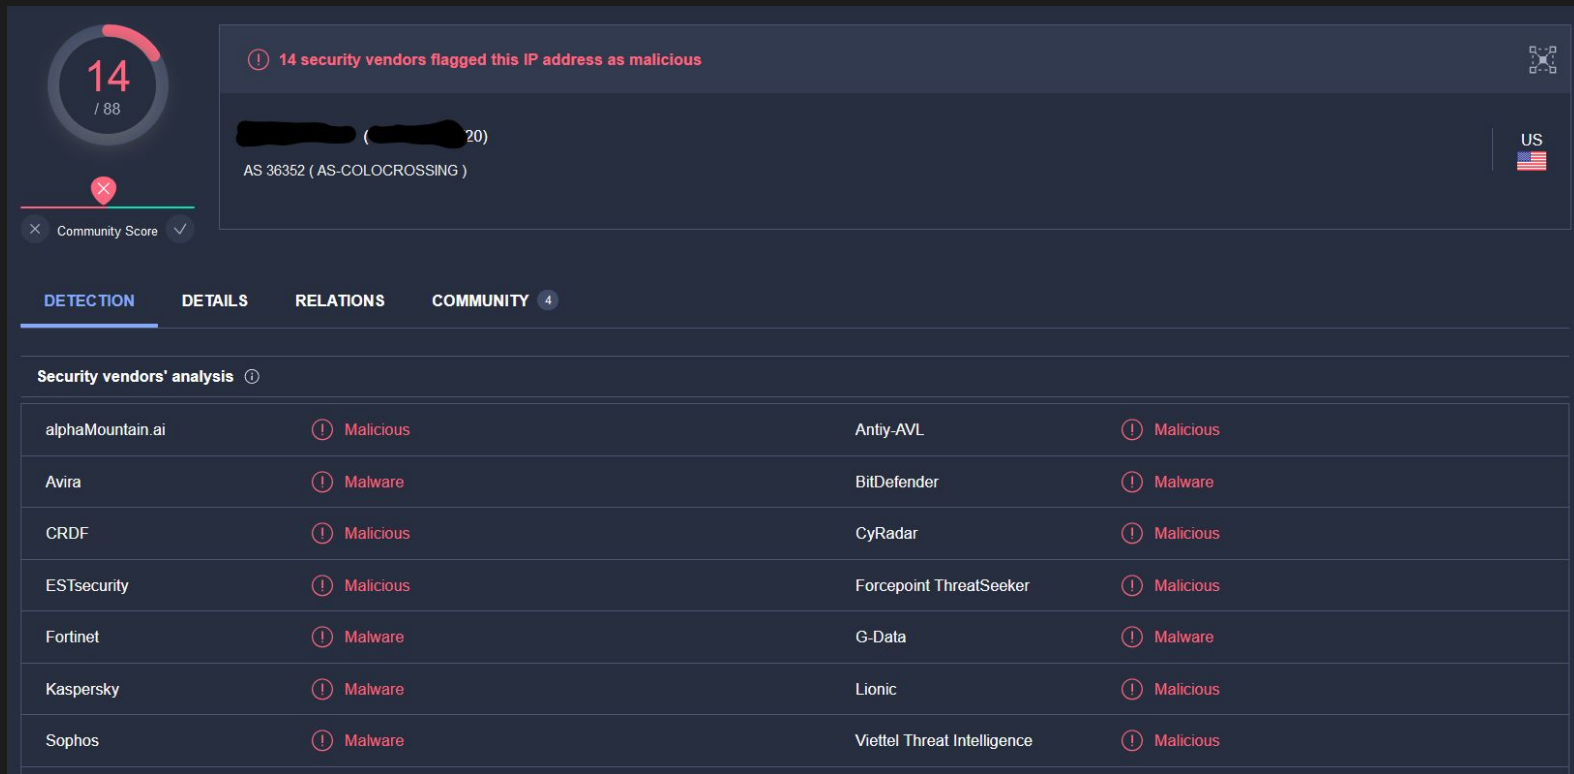 14
/ 88
Community Score
14 security vendors flagged this IP address as malicious
( 20)
AS 36352 ( AS-COLOCROSSING )
US
DETECTION DETAILS RELATIONS COMMUNITY 4
Security vendors' analysis
alphaMountain.ai Malicious Antiy-AVL Malicious
Avira Malware BitDefender Malware
CRDF Malicious CyRadar Malicious
ESTsecurity Malicious Forcepoint ThreatSeeker Malicious
Fortinet Malware G-Data Malware
Kaspersky Malware Lionic Malicious
Sophos Malware Viettel Threat Intelligence Malicious